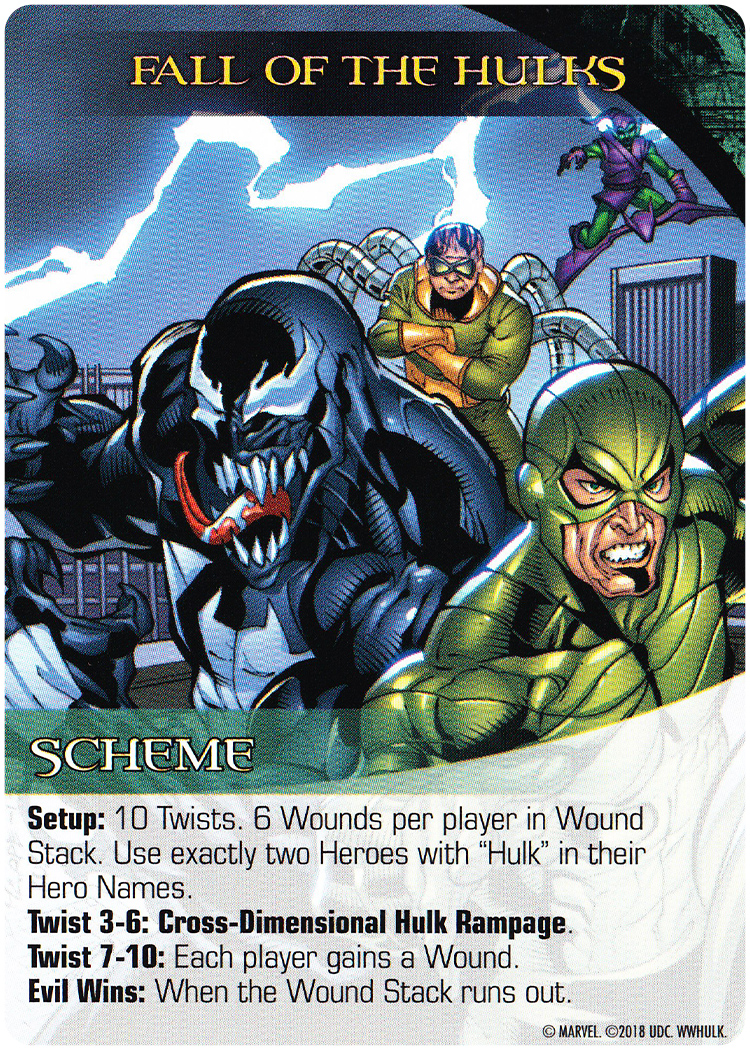 FALL OF THE HULKS
SCHEME
Setup: 10 Twists. 6 Wounds per player in Wound
Stack. Use exactly two Heroes with “Hulk” in their
Hero Names.
Twist 3-6: Cross-Dimensional Hulk Rampage.
Twist 7-10: Each player gains a Wound.
Evil Wins: When the Wound Stack runs out.
© MARVEL. ©2018 UDC. WWHULK.